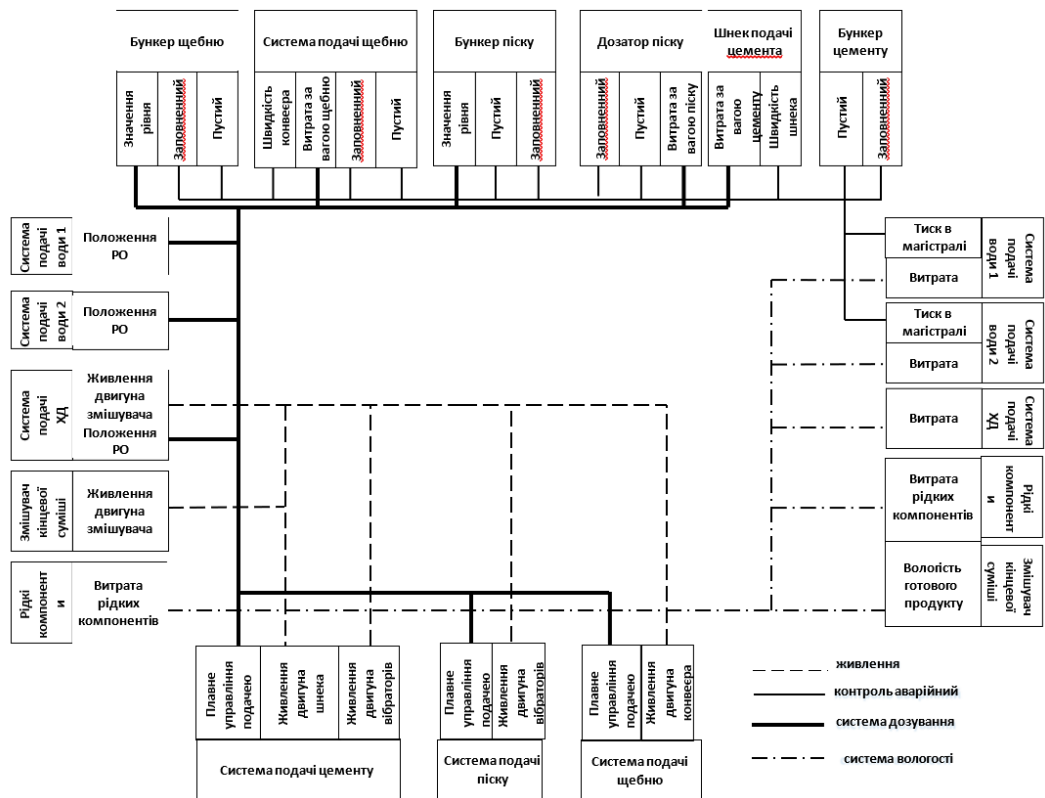 Бункер щебню
Система подачі щебню
Бункер піску
Дозатор піску
Шнек подачі
цемента
Бункер
цементу
Значення
рівня
Заповненний
Пустий
Швидкість
конвеєра
Витрата за
вагою щебню
Заповненний
Пустий
Значення
рівня
Пустий
Заповненний
Заповненний
Пустий
Витрата за
вагою піску
Витрата за
вагою
цементу
Швидкість
шнека
Пустий
Заповненний
Система
подачі
води 1
Положення
РО
Система
подачі
води 2
Положення
РО
Система
подачі
ХД
Живлення
двигуна
змішувача
Положення
РО
Змішувач
кінцевої
суміші
Живлення
двигуна
змішувача
Рідкі
компонент
и
Витрата
рідких
компонентів
Тиск в
магістралі
Витрата
Система
подачі
води 1
Тиск в
магістралі
Витрата
Система
подачі
води 2
Витрата
Система
подачі
ХД
Витрата
рідких
компонентів
Рідкі
компонент
и
Вологість
готового
продукту
Змішувач
кінцевої
суміші
Плавне
управління
подачею
Живлення
двигуна
шнека
Живлення
двигуна
вібраторів
Система подачі цементу
Плавне
управління
подачею
Живлення
двигуна
вібраторів
Система подачі
піску
Плавне
управління
подачею
Живлення
двигуна
конвеєра
Система подачі
щебню
живлення
контроль аварійний
система дозування
система вологості